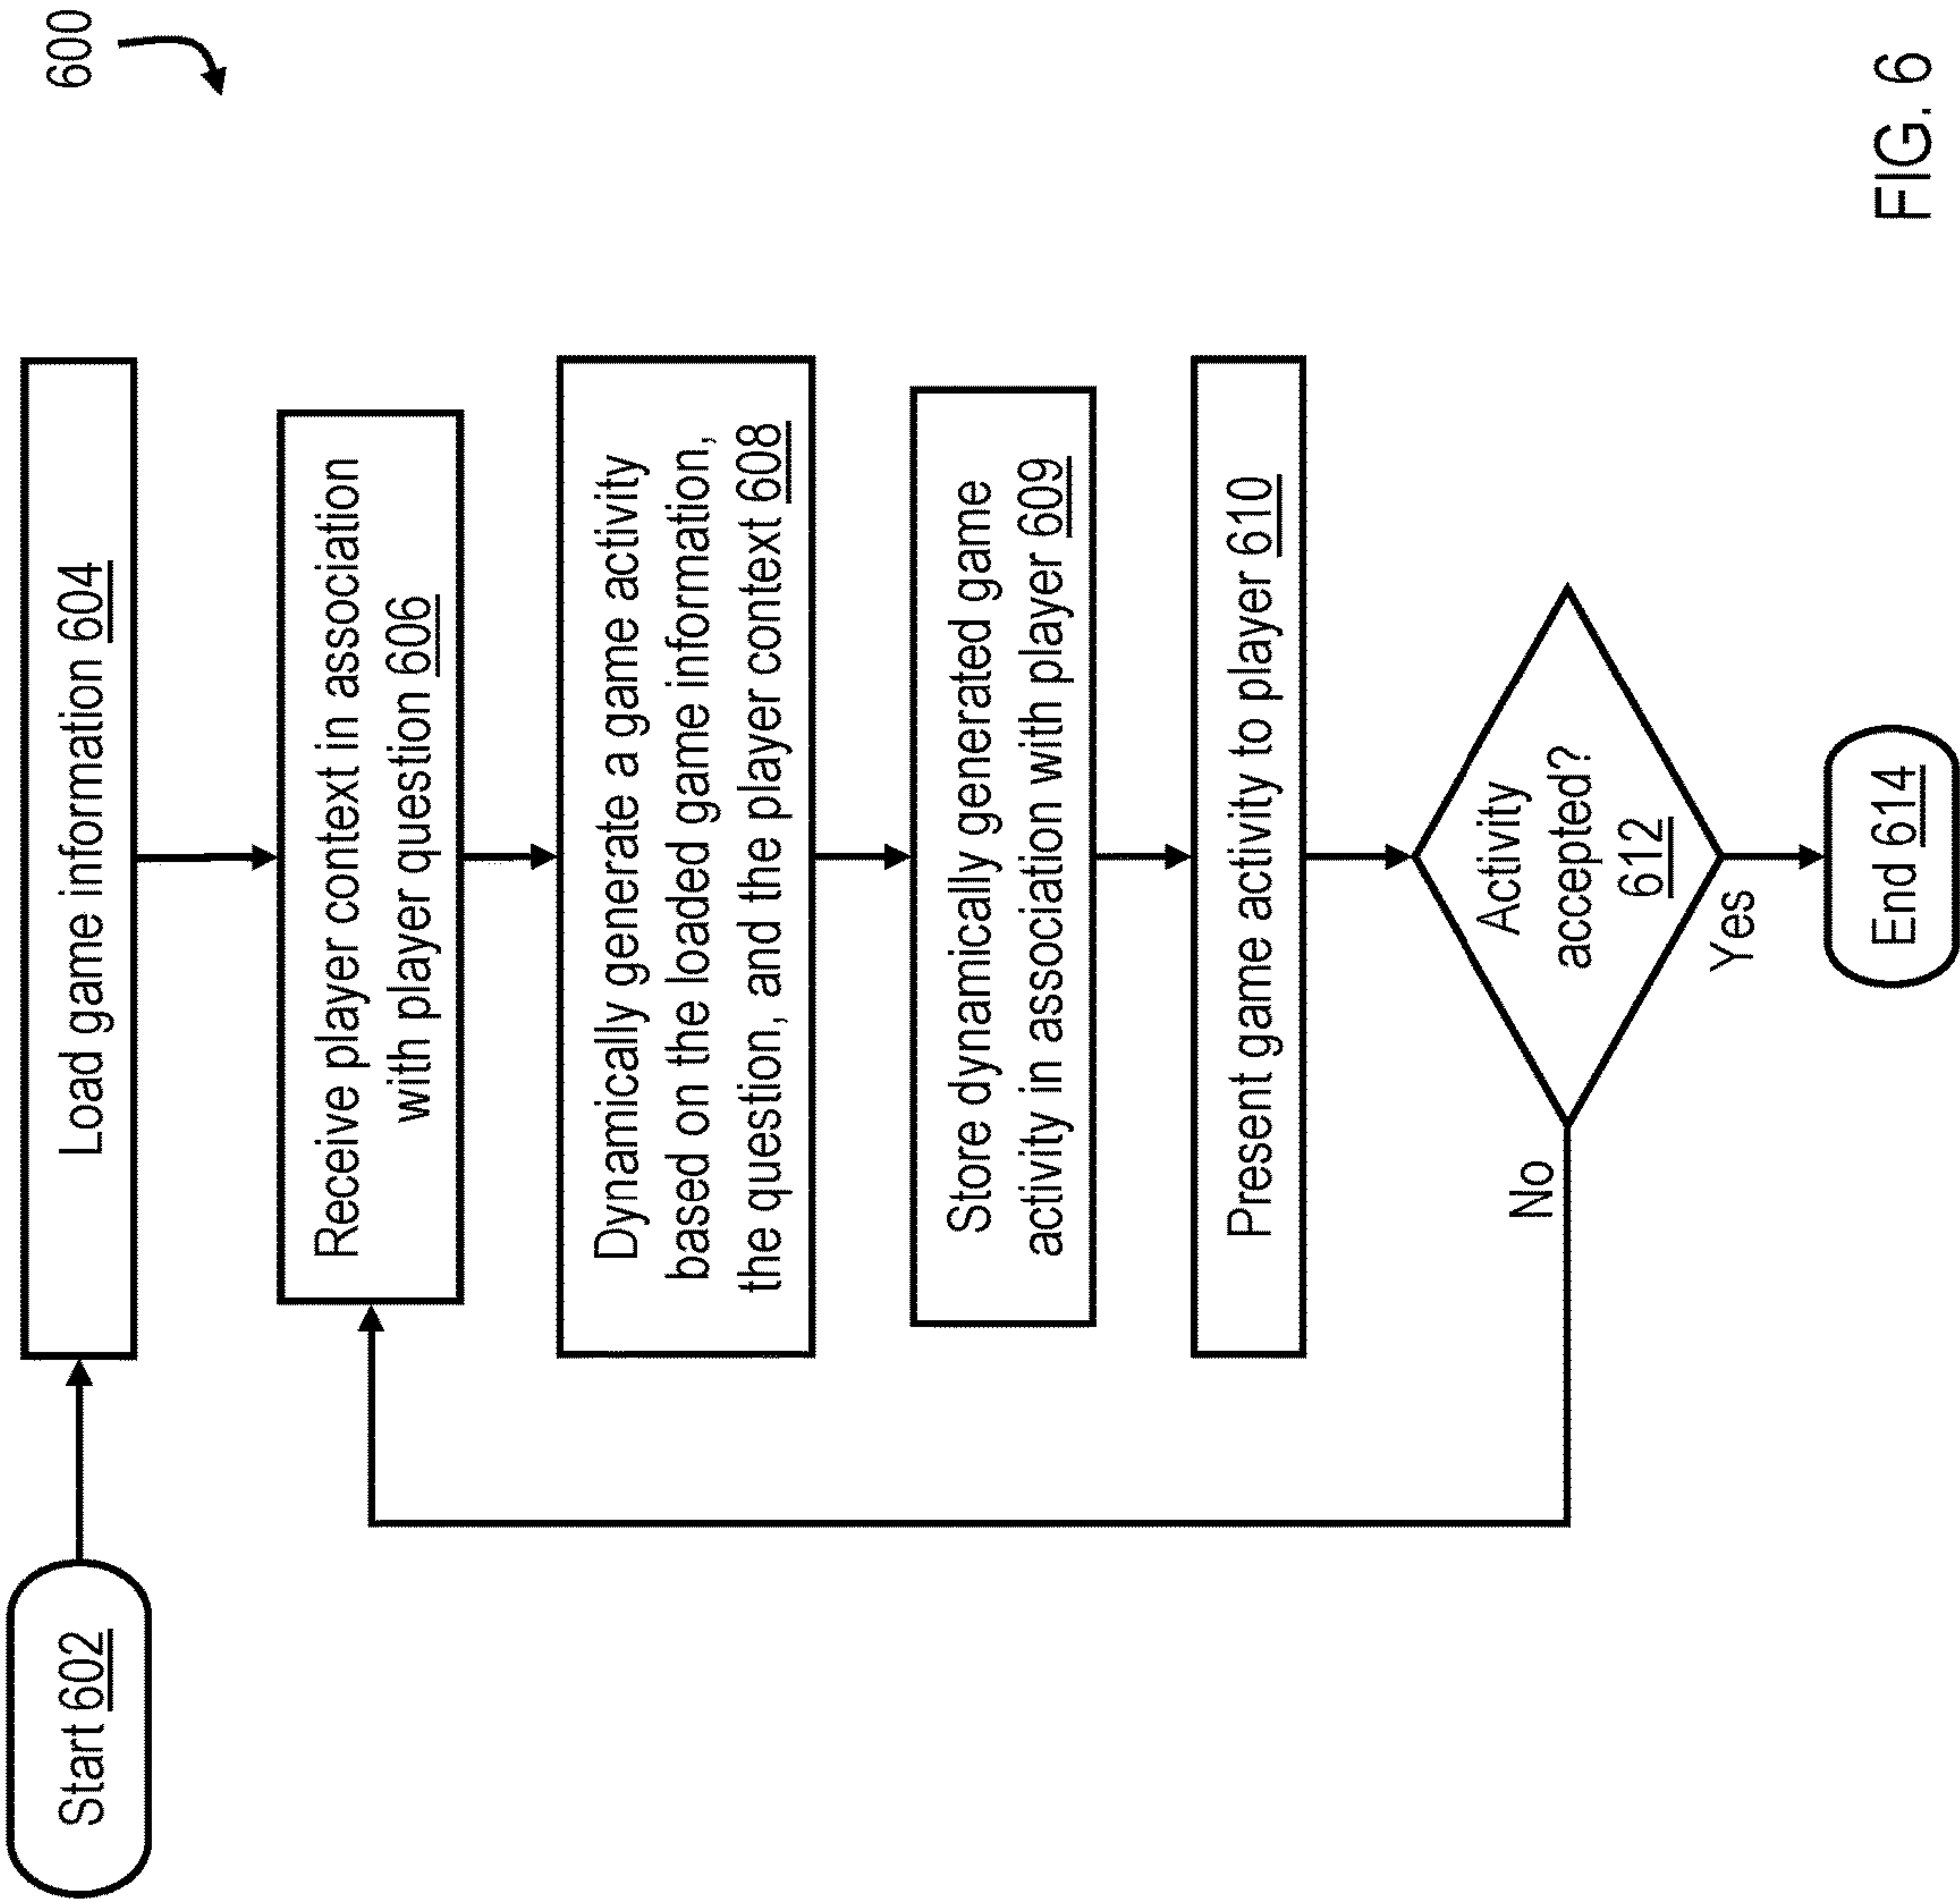 600
Start 602
Load game information 604
Receive player context in association
with player question 606
Dynamically generate a game activity
based on the loaded game information,
the question, and the player context 608
Store dynamically generated game
activity in association with player 609
Present game activity to player 610
Activity
accepted?
612
No
Yes
End 614
FIG. 6